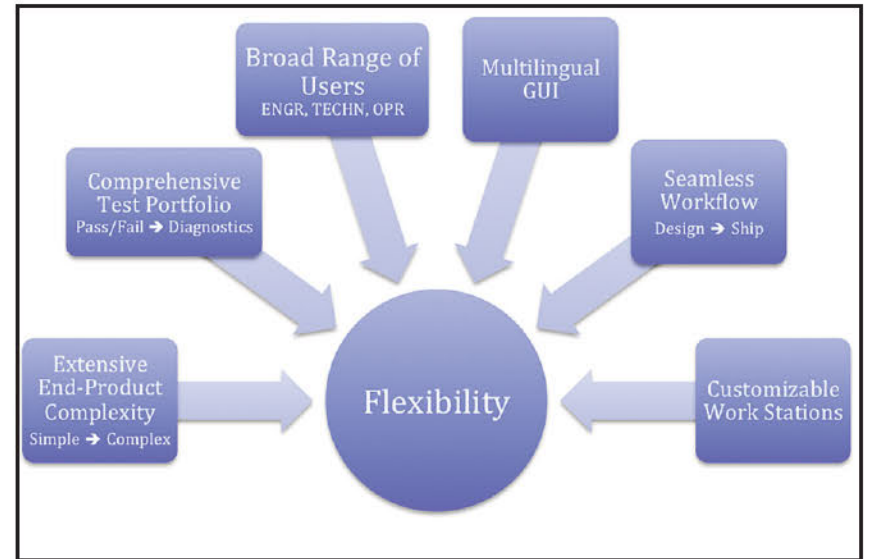 Broad Range of
Users
ENGR, TECHN, OPR
Multilingual
GUI
Comprehensive
Test Portfolio
Pass/Fail ➔ Diagnostics
Seamless
Workflow
Design ➔ Ship
Extensive
End-Product
Complexity
Simple ➔ Complex
Flexibility
Customizable
Work Stations